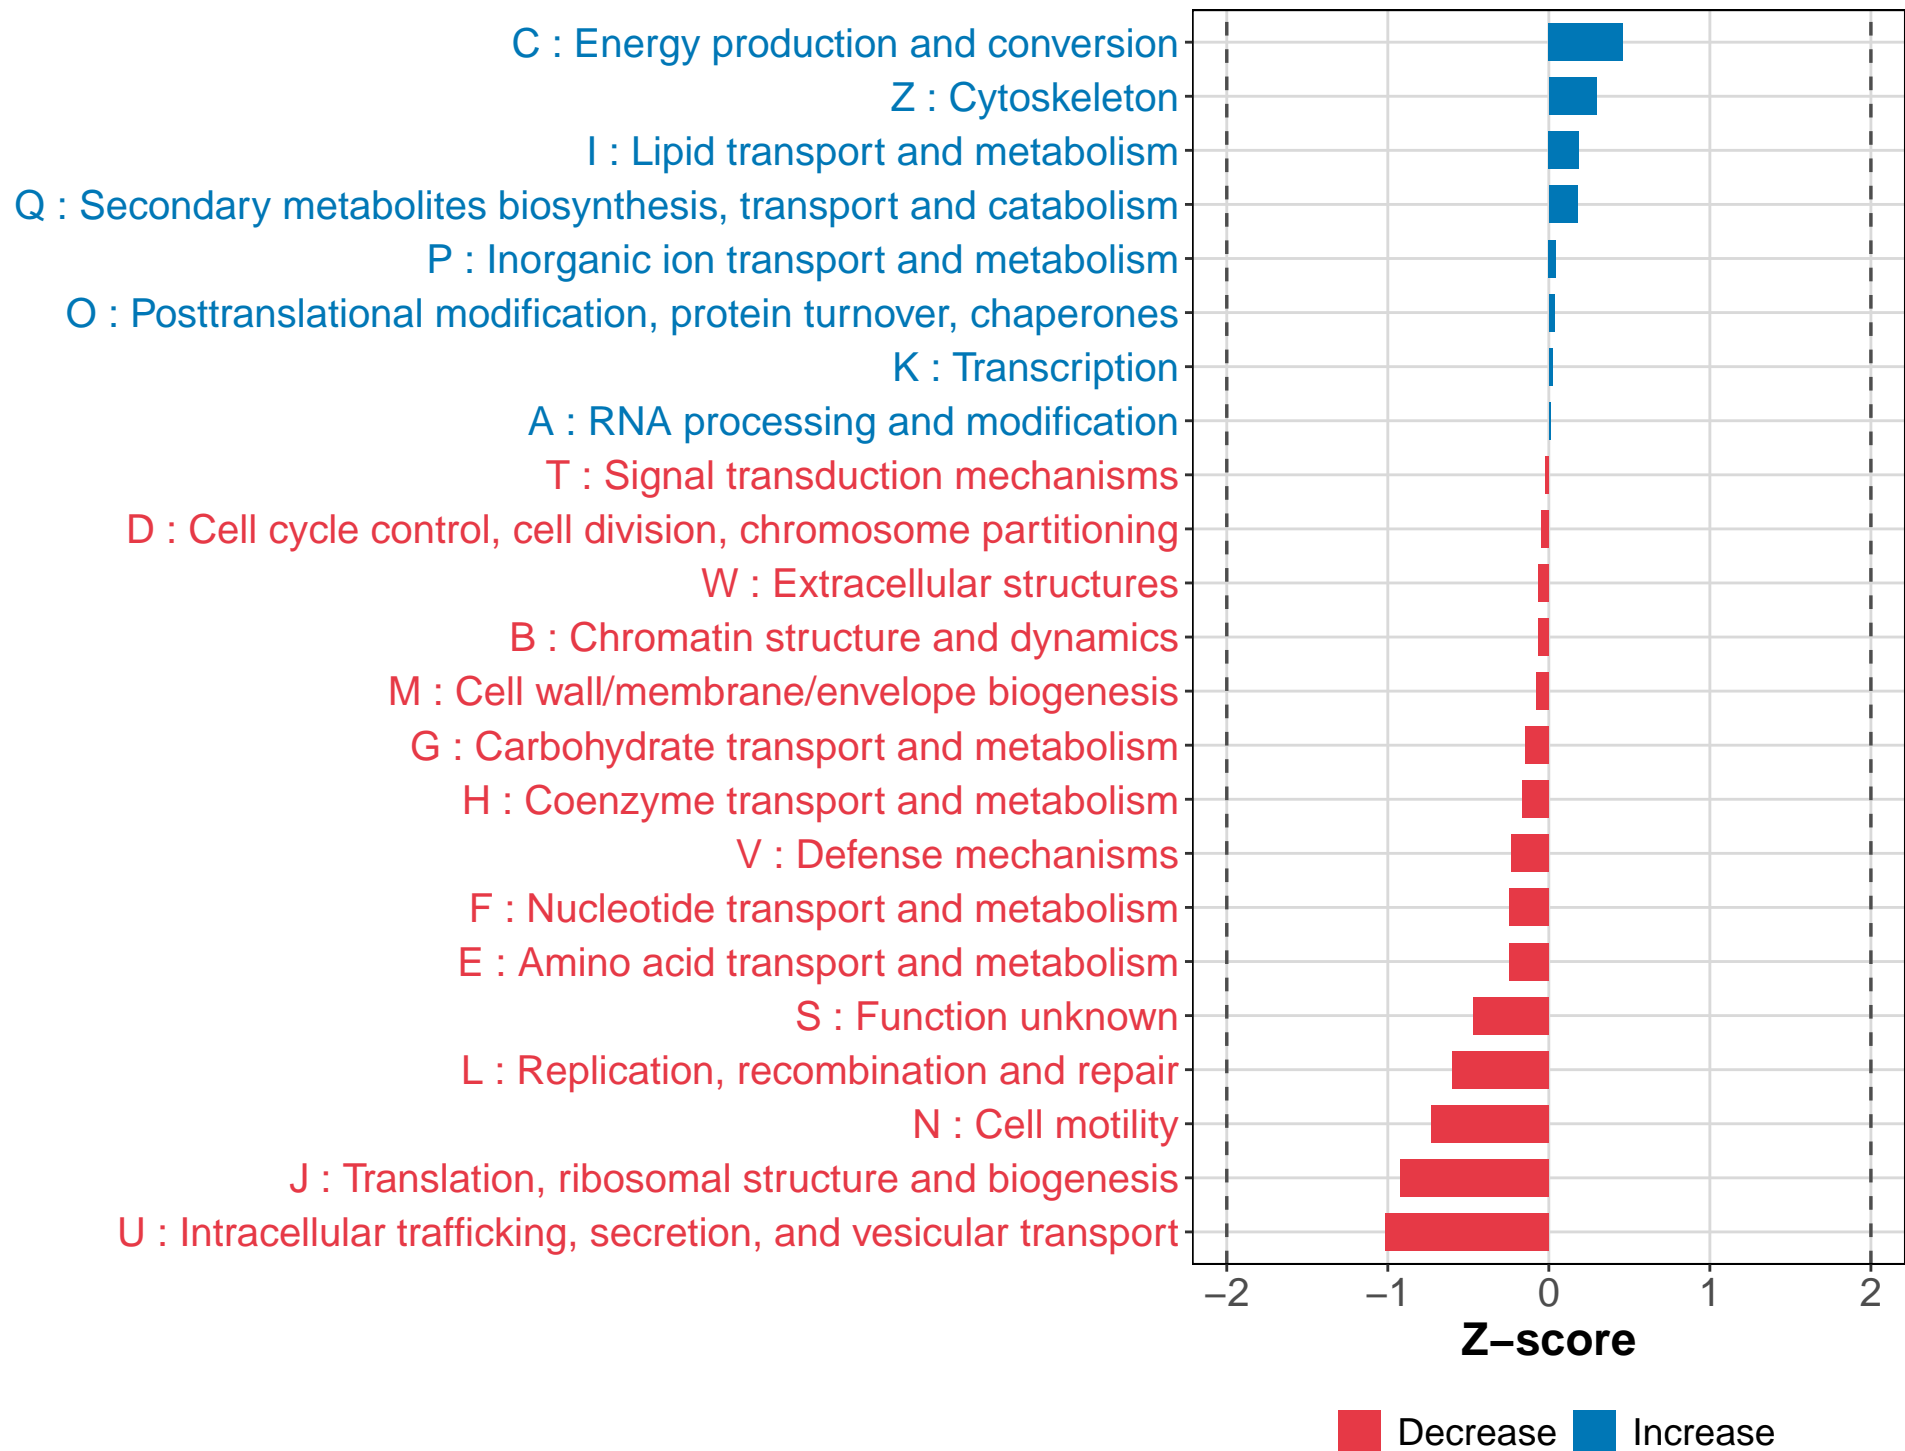 C : Energy production and conversion
Z : Cytoskeleton
I : Lipid transport and metabolism
Q : Secondary metabolites biosynthesis, transport and catabolism
P : Inorganic ion transport and metabolism
O : Posttranslational modification, protein turnover, chaperones
K : Transcription
A : RNA processing and modification
T : Signal transduction mechanisms
D : Cell cycle control, cell division, chromosome partitioning
W : Extracellular structures
B : Chromatin structure and dynamics
M : Cell wall/membrane/envelope biogenesis
G : Carbohydrate transport and metabolism
H : Coenzyme transport and metabolism
V : Defense mechanisms
F : Nucleotide transport and metabolism
E : Amino acid transport and metabolism
S : Function unknown
L : Replication, recombination and repair
N : Cell motility
J : Translation, ribosomal structure and biogenesis
U : Intracellular trafficking, secretion, and vesicular transport
−2 −1 0 1 2
Z−score
Decrease Increase